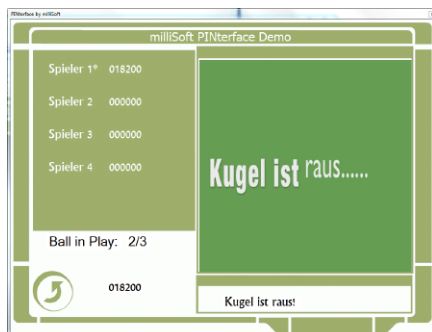 PINterface by milliSoft
milliSoft PINterface Demo
Spieler 1° 018200
Spieler 2 000000
Spieler 3 000000
Spieler 4 000000
Kugel ist raus......
Ball in Play: 2/3
018200
Kugel ist raus!